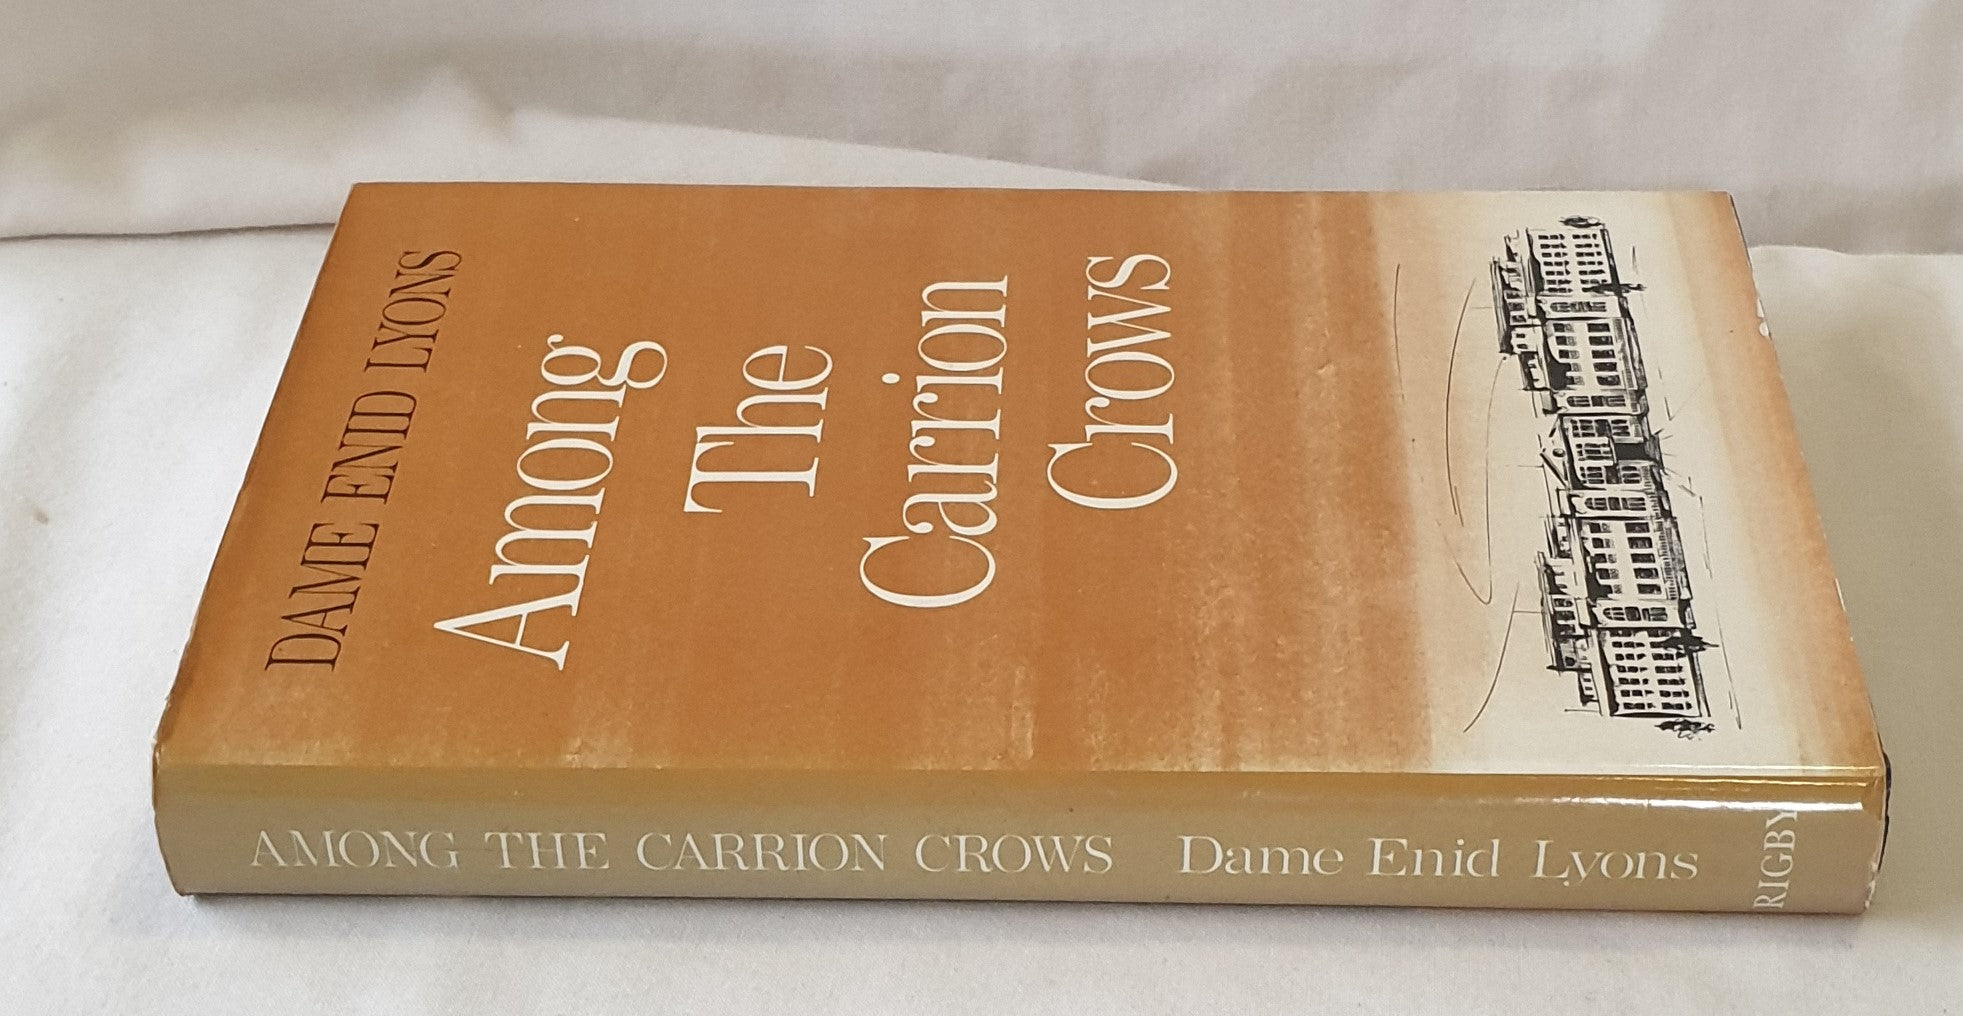 DAME ENID LYONS
Among
The
Carrion
Crows
AMONG THE CARRION CROWS Dame Enid Lyons
RIGBY